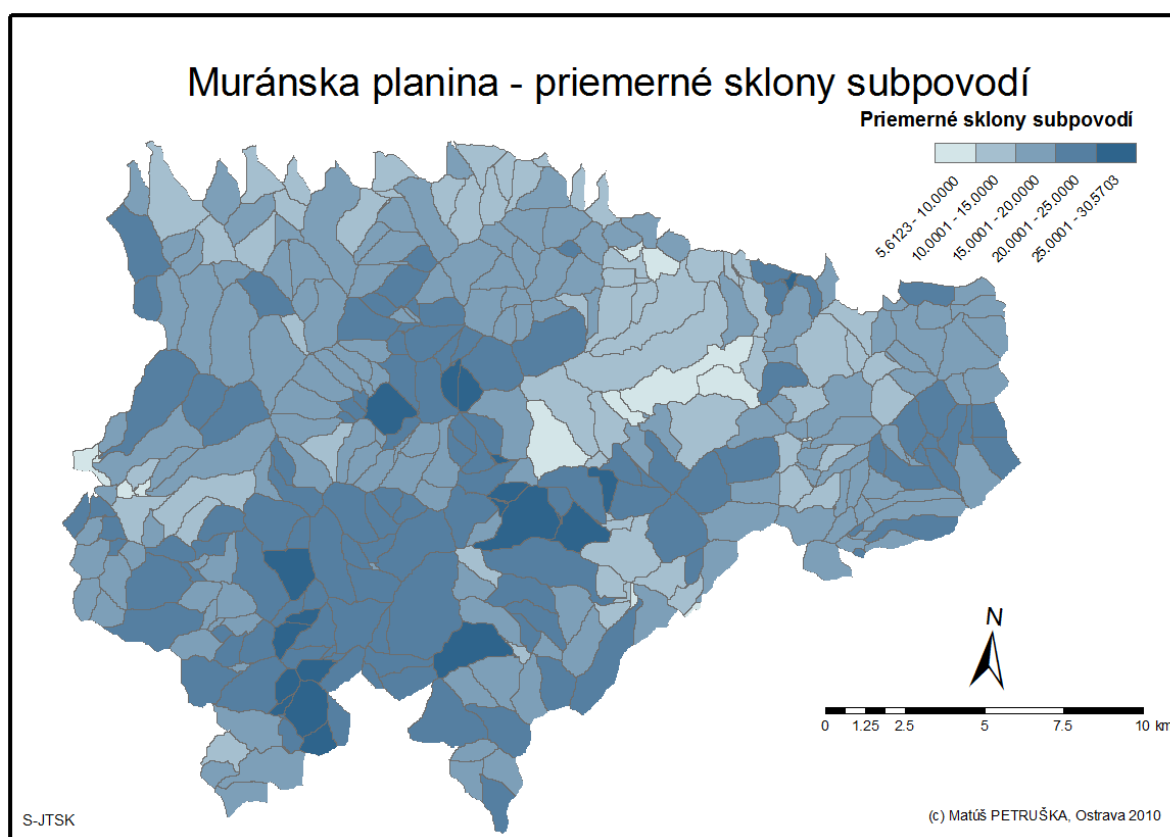 Muránska planina - priemerné sklony subpovodí
Priemerné sklony subpovodí
5.6123 - 10.0000
10.0001 - 15.0000
15.0001 - 20.0000
20.0001 - 25.0000
25.0001 - 30.5703
N
0 1.25 2.5 5 7.5 10 km
S-JTSK
(c) Matúš PETRUŠKA, Ostrava 2010